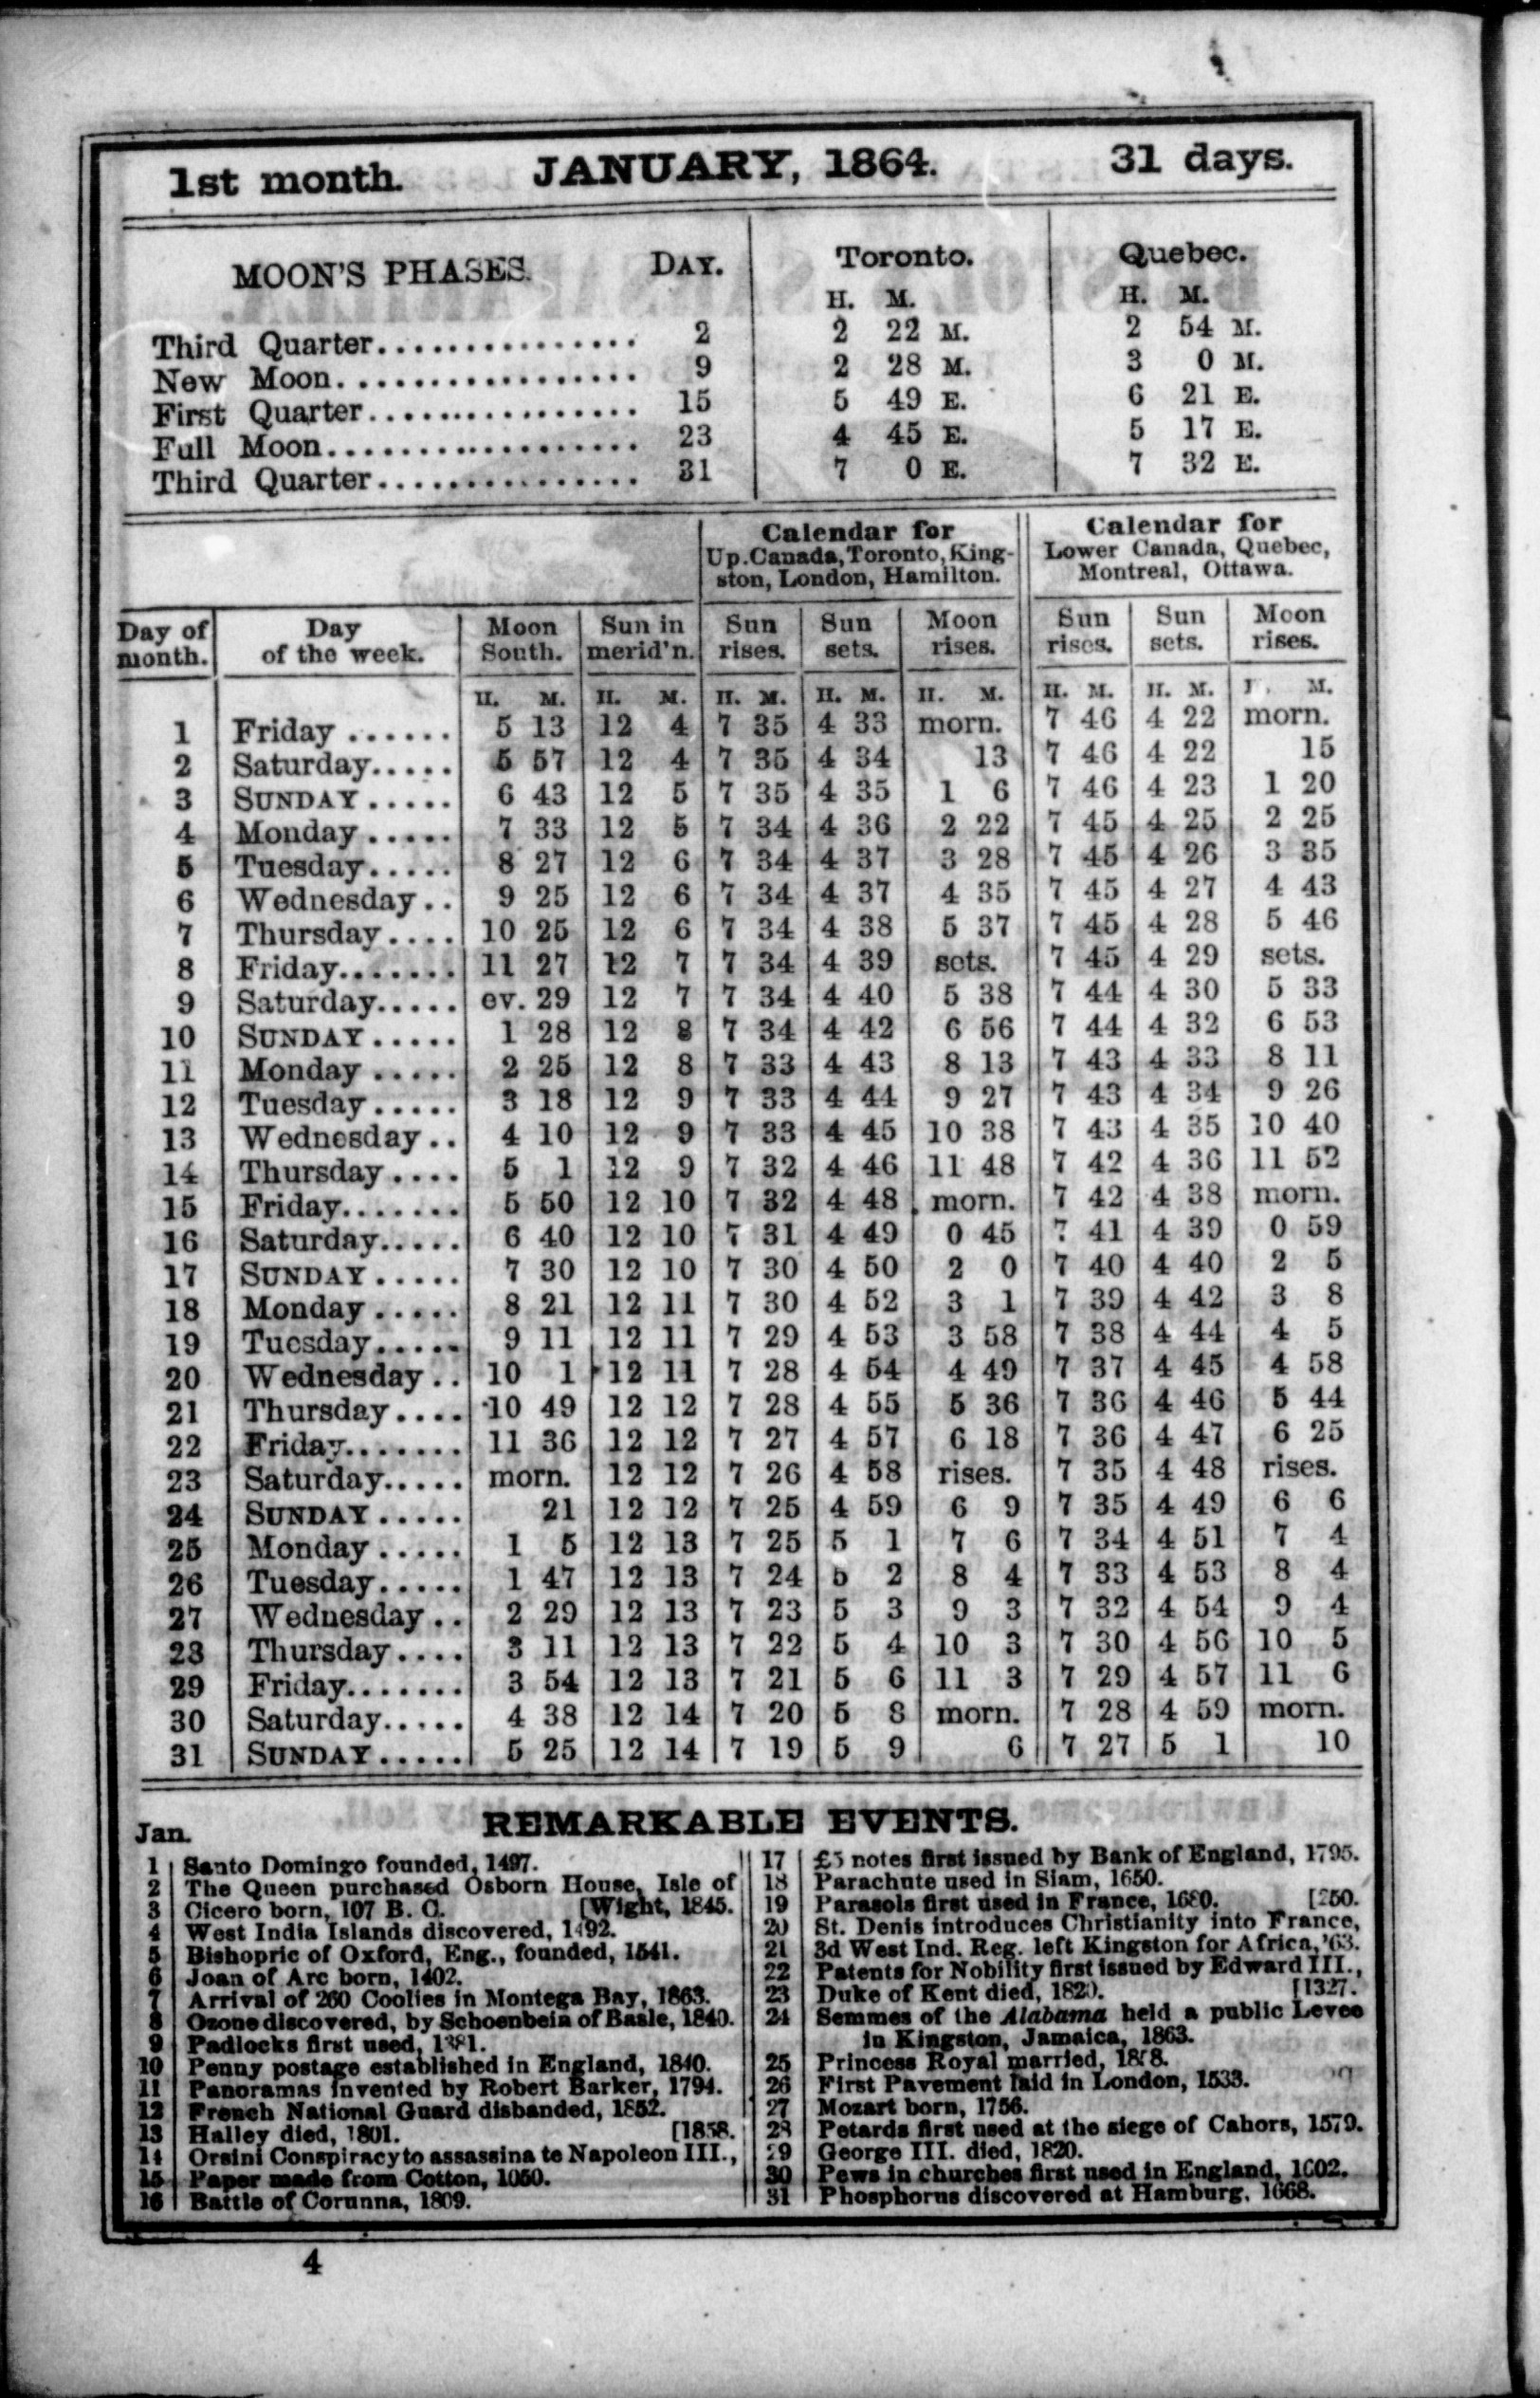 1st month. JANUARY, 1864. 31 days.
MOON'S PHASES. DAY. Toronto. Quebec.
H. M. H. M.
Third Quarter............... 2 2 22 M. 2 54 M.
New Moon................. 9 2 28 M. 3 0 M.
First Quarter................ 15 5 49 E. 6 21 E.
Full Moon.................. 23 4 45 E. 5 17 E.
Third Quarter............... 31 7 0 E. 7 32 E.
Calendar for Calendar for
Up.Canada, Toronto, King- Lower Canada, Quebec,
ston, London, Hamilton. Montreal, Ottawa.
Day of Day Moon Sun in Sun Sun Moon Sun Sun Moon
month. of the week. South. merid'n. rises. sets. rises. rises. sets. rises.
H. M. H. M. H. M. H. M. H. M. H. M. H. M. M.
1 Friday ...... 5 13 12 4 7 35 4 33 morn. 7 46 4 22 morn.
2 Saturday..... 5 57 12 4 7 35 4 34 13 7 46 4 22 15
3 SUNDAY ..... 6 43 12 5 7 35 4 35 1 6 7 46 4 23 1 20
4 Monday ..... 7 33 12 5 7 34 4 36 2 22 7 45 4 25 2 25
5 Tuesday..... 8 27 12 6 7 34 4 37 3 28 7 45 4 26 3 35
6 Wednesday .. 9 25 12 6 7 34 4 37 4 35 7 45 4 27 4 43
7 Thursday.... 10 25 12 6 7 34 4 38 5 37 7 45 4 28 5 46
8 Friday....... 11 27 12 7 7 34 4 39 sets. 7 45 4 29 sets.
9 Saturday..... ev. 29 12 7 7 34 4 40 5 38 7 44 4 30 5 33
10 SUNDAY ..... 1 28 12 8 7 34 4 42 6 56 7 44 4 32 6 53
11 Monday ..... 2 25 12 8 7 33 4 43 8 13 7 43 4 33 8 11
12 Tuesday..... 3 18 12 9 7 33 4 44 9 27 7 43 4 34 9 26
13 Wednesday .. 4 10 12 9 7 33 4 45 10 38 7 43 4 35 10 40
14 Thursday .... 5 1 12 9 7 32 4 46 11 48 7 42 4 36 11 52
15 Friday....... 5 50 12 10 7 32 4 48 morn. 7 42 4 38 morn.
16 Saturday..... 6 40 12 10 7 31 4 49 0 45 7 41 4 39 0 59
17 SUNDAY ..... 7 30 12 10 7 30 4 50 2 0 7 40 4 40 2 5
18 Monday ..... 8 21 12 11 7 30 4 52 3 1 7 39 4 42 3 8
19 Tuesday..... 9 11 12 11 7 29 4 53 3 58 7 38 4 44 4 5
20 Wednesday .. 10 1 12 11 7 28 4 54 4 49 7 37 4 45 4 58
21 Thursday.... 10 49 12 12 7 28 4 55 5 36 7 36 4 46 5 44
22 Friday....... 11 36 12 12 7 27 4 57 6 18 7 36 4 47 6 25
23 Saturday..... morn. 12 12 7 26 4 58 rises. 7 35 4 48 rises.
24 SUNDAY ..... 21 12 12 7 25 4 59 6 9 7 35 4 49 6 6
25 Monday ..... 1 5 12 13 7 25 5 1 7 6 7 34 4 51 7 4
26 Tuesday..... 1 47 12 13 7 24 5 2 8 4 7 33 4 53 8 4
27 Wednesday .. 2 29 12 13 7 23 5 3 9 3 7 32 4 54 9 4
28 Thursday.... 3 11 12 13 7 22 5 4 10 3 7 30 4 56 10 5
29 Friday....... 3 54 12 13 7 21 5 6 11 3 7 29 4 57 11 6
30 Saturday..... 4 38 12 14 7 20 5 8 morn. 7 28 4 59 morn.
31 SUNDAY ..... 5 25 12 14 7 19 5 9 6 7 27 5 1 10
Jan. REMARKABLE EVENTS.
1 Santo Domingo founded, 1497.
2 The Queen purchased Osborn House, Isle of
3 Cicero born, 107 B. C. [Wight, 1845.
4 West India Islands discovered, 1492.
5 Bishopric of Oxford, Eng., founded, 1541.
6 Joan of Arc born, 1402.
7 Arrival of 260 Coolies in Montega Bay, 1863.
8 Ozone discovered, by Schoenbein of Basle, 1840.
9 Padlocks first used, 1381.
10 Penny postage established in England, 1840.
11 Panoramas invented by Robert Barker, 1794.
12 French National Guard disbanded, 1852.
13 Halley died, 1801. [1858.
14 Orsini Conspiracy to assassinate Napoleon III.,
15 Paper made from Cotton, 1050.
16 Battle of Corunna, 1809.
17 £5 notes first issued by Bank of England, 1795.
18 Parachute used in Siam, 1650.
19 Parasols first used in France, 1680. [250.
20 St. Denis introduces Christianity into France,
21 3d West Ind. Reg. left Kingston for Africa, '63.
22 Patents for Nobility first issued by Edward III.,
23 Duke of Kent died, 1820. [1327.
24 Semmes of the Alabama held a public Levee
in Kingston, Jamaica, 1863.
25 Princess Royal married, 1858.
26 First Pavement laid in London, 1533.
27 Mozart born, 1756.
28 Petards first used at the siege of Cahors, 1579.
29 George III. died, 1820.
30 Pews in churches first used in England, 1602.
31 Phosphorus discovered at Hamburg, 1668.
4